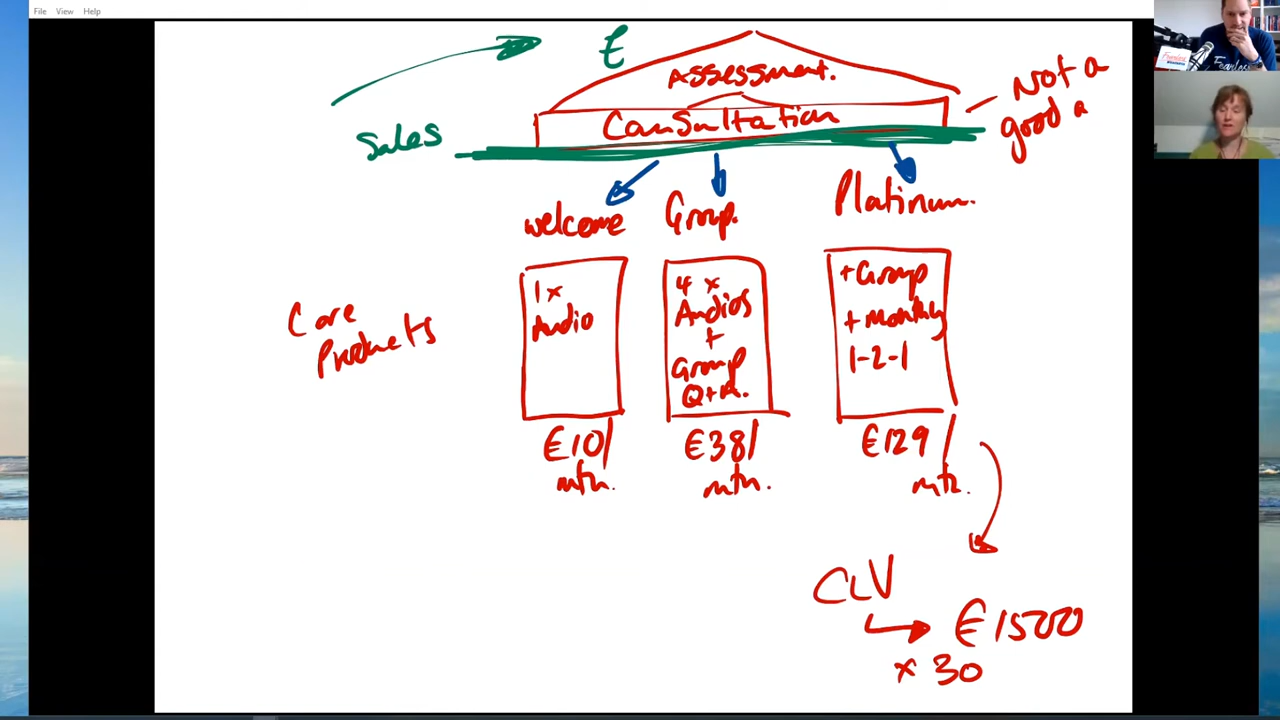 File View Help
€
Assessment.
Consultation
Not a
good a
Sales
welcome Group. Platinum.
1x
Audio
4 x
Audios
+
Group
Q+A.
+Group
+ Monthly
1-2-1
Core
Products
€10/
mth.
€38/
mth.
€129/
mth.
CLV
€1500
x 30